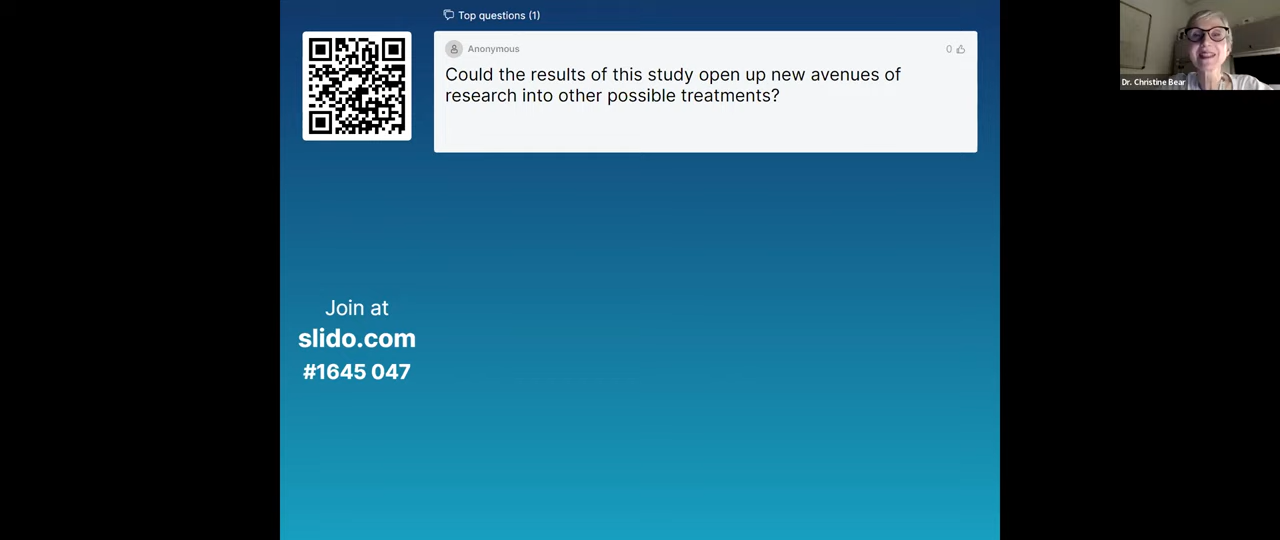 Top questions (1)
Anonymous
0
Could the results of this study open up new avenues of
research into other possible treatments?
Dr. Christine Bear
Join at
slido.com
#1645 047